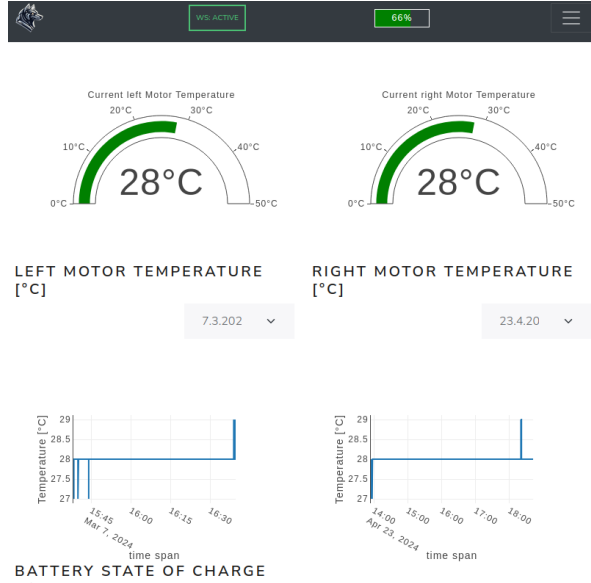 WS: ACTIVE
66%
Current left Motor Temperature
0°C
10°C
20°C
30°C
40°C
50°C
28°C
Current right Motor Temperature
0°C
10°C
20°C
30°C
40°C
50°C
28°C
LEFT MOTOR TEMPERATURE
[°C]
7.3.202
RIGHT MOTOR TEMPERATURE
[°C]
23.4.20
Temperature [°C]
29
28.5
28
27.5
27
15:45
16:00
16:15
16:30
Mar 7, 2024
time span
Temperature [°C]
29
28.5
28
27.5
27
14:00
15:00
16:00
17:00
18:00
Apr 23, 2024
time span
BATTERY STATE OF CHARGE